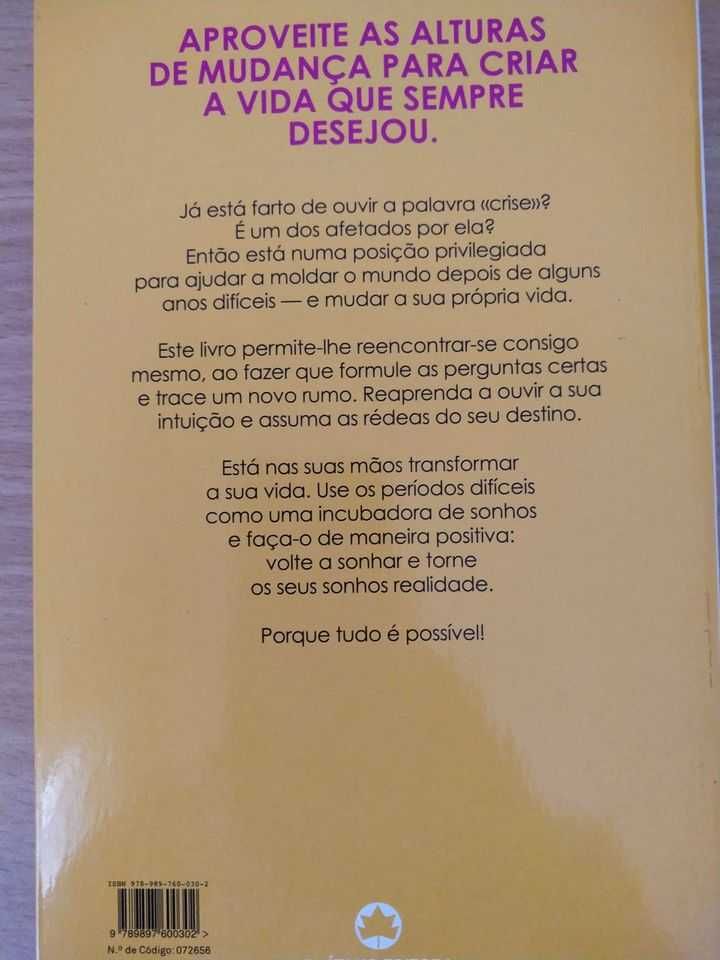 APROVEITE AS ALTURAS
DE MUDANÇA PARA CRIAR
A VIDA QUE SEMPRE
DESEJOU.
Já está farto de ouvir a palavra «crise»?
É um dos afetados por ela?
Então está numa posição privilegiada
para ajudar a moldar o mundo depois de alguns
anos difíceis — e mudar a sua própria vida.
Este livro permite-lhe reencontrar-se consigo
mesmo, ao fazer que formule as perguntas certas
e trace um novo rumo. Reaprenda a ouvir a sua
intuição e assuma as rédeas do seu destino.
Está nas suas mãos transformar
a sua vida. Use os períodos difíceis
como uma incubadora de sonhos
e faça-o de maneira positiva:
volte a sonhar e torne
os seus sonhos realidade.
Porque tudo é possível!
ISBN 978-989-760-030-2
9 789897 600302 >
N.º de Código: 072656